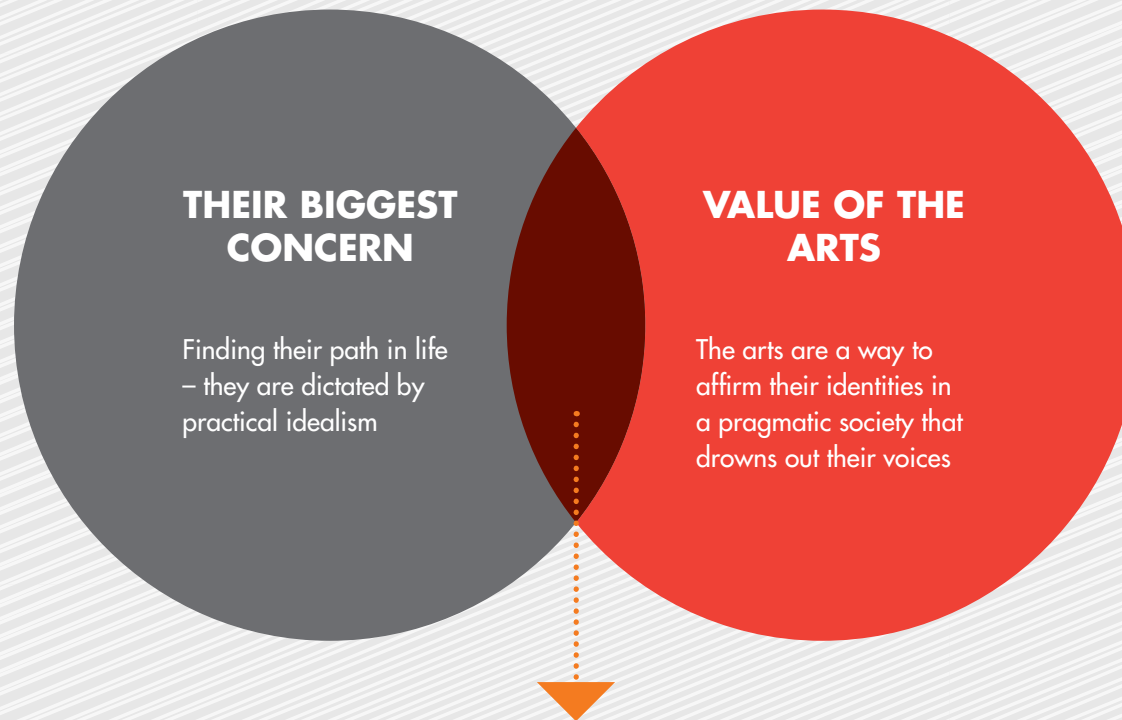 THEIR BIGGEST
CONCERN
Finding their path in life
– they are dictated by
practical idealism
VALUE OF THE
ARTS
The arts are a way to
affirm their identities in
a pragmatic society that
drowns out their voices